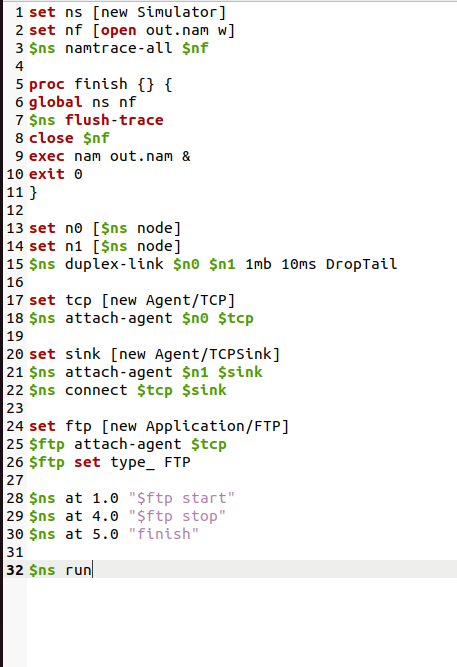 1 set ns [new Simulator]
2 set nf [open out.nam w]
3 $ns namtrace-all $nf
4
5 proc finish {} {
6 global ns nf
7 $ns flush-trace
8 close $nf
9 exec nam out.nam &
10 exit 0
11 }
12
13 set n0 [$ns node]
14 set n1 [$ns node]
15 $ns duplex-link $n0 $n1 1mb 10ms DropTail
16
17 set tcp [new Agent/TCP]
18 $ns attach-agent $n0 $tcp
19
20 set sink [new Agent/TCPSink]
21 $ns attach-agent $n1 $sink
22 $ns connect $tcp $sink
23
24 set ftp [new Application/FTP]
25 $ftp attach-agent $tcp
26 $ftp set type_ FTP
27
28 $ns at 1.0 "$ftp start"
29 $ns at 4.0 "$ftp stop"
30 $ns at 5.0 "finish"
31
32 $ns run